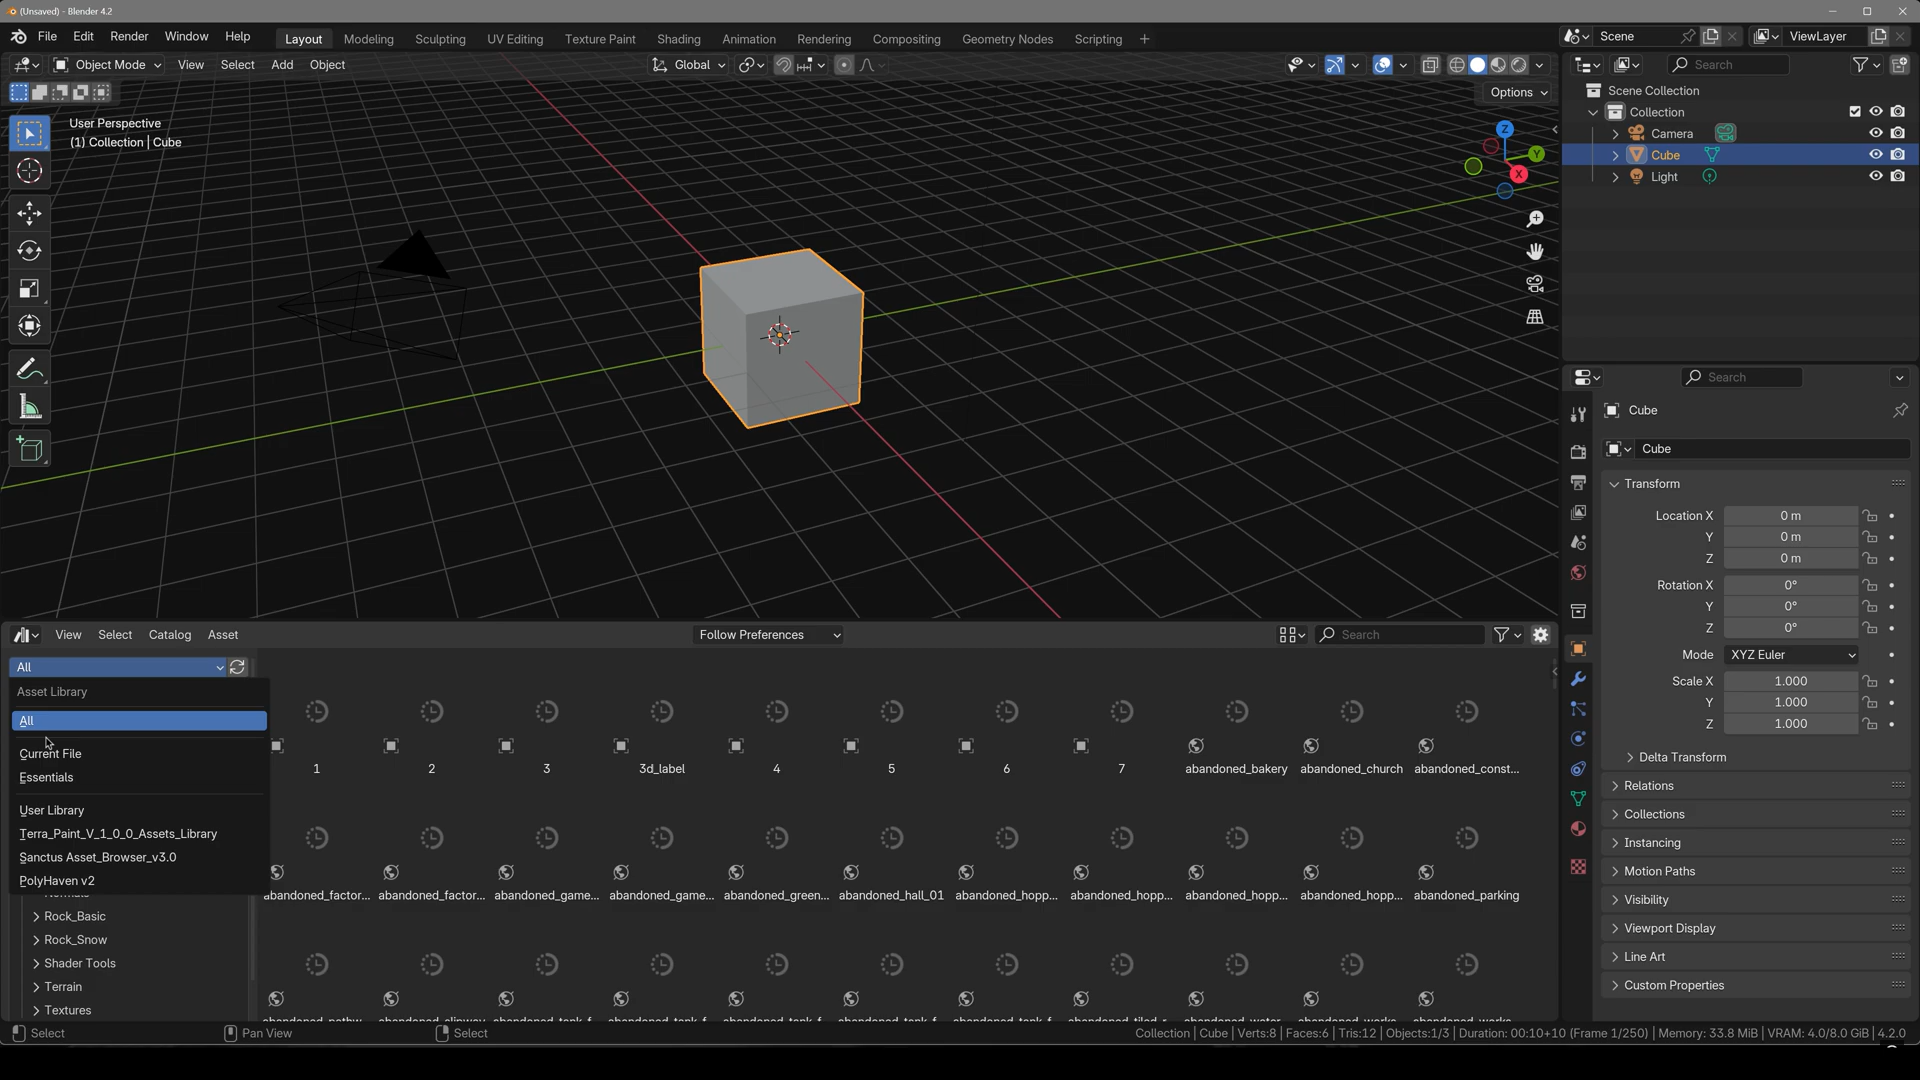 (Unsaved) - Blender 4.2
File Edit Render Window Help
Layout Modeling Sculpting UV Editing Texture Paint Shading Animation Rendering Compositing Geometry Nodes Scripting +
Scene
ViewLayer
Object Mode View Select Add Object
Global
Search
Options
User Perspective
(1) Collection | Cube
Z
Y
X
Scene Collection
Collection
Camera
Cube
Light
Search
Cube
Cube
Transform
Location X 0 m
Y 0 m
Z 0 m
Rotation X 0°
Y 0°
Z 0°
Mode XYZ Euler
Scale X 1.000
Y 1.000
Z 1.000
Delta Transform
Relations
Collections
Instancing
Motion Paths
Visibility
Viewport Display
Line Art
Custom Properties
View Select Catalog Asset
Follow Preferences
Search
All
Asset Library
All
Current File
Essentials
User Library
Terra_Paint_V_1_0_0_Assets_Library
Sanctus Asset_Browser_v3.0
PolyHaven v2
Rock_Basic
Rock_Snow
Shader Tools
Terrain
Textures
1 2 3 3d_label 4 5 6 7 abandoned_bakery abandoned_church abandoned_const...
abandoned_factor... abandoned_factor... abandoned_game... abandoned_game... abandoned_green... abandoned_hall_01 abandoned_hopp... abandoned_hopp... abandoned_hopp... abandoned_hopp... abandoned_parking
Select Pan View Select
Collection | Cube | Verts:8 | Faces:6 | Tris:12 | Objects:1/3 | Duration: 00:10+10 (Frame 1/250) | Memory: 33.8 MiB | VRAM: 4.0/8.0 GiB | 4.2.0